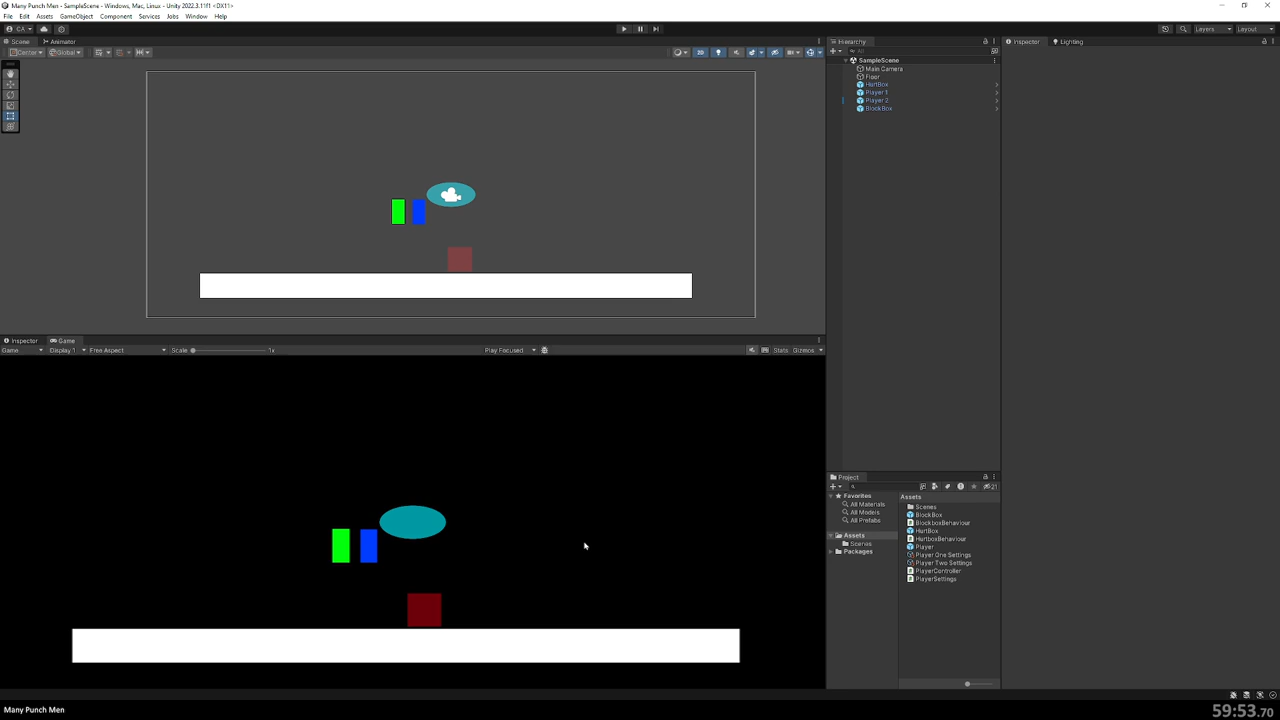 Many Punch Men - SampleScene - Windows, Mac, Linux - Unity 2022.3.11f1 <DX11>
File Edit Assets GameObject Component Services Jobs Window Help
CA Layers Layout
Scene Animator
Center Global 2D
Hierarchy
All
SampleScene
Main Camera
Floor
HurtBox
Player 1
Player 2
BlockBox
Inspector Lighting
Inspector Game
Game Display 1 Free Aspect Scale 1x Play Focused Stats Gizmos
Project
21
Favorites
All Materials
All Models
All Prefabs
Assets
Scenes
Packages
Assets
Scenes
BlockBox
BlockboxBehaviour
HurtBox
HurtboxBehaviour
Player
Player One Settings
Player Two Settings
PlayerController
PlayerSettings
Many Punch Men
59:53.70